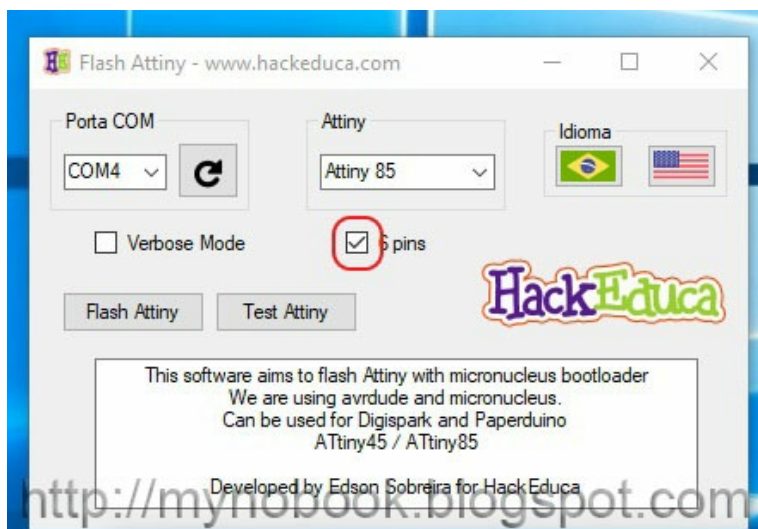 Flash Attiny - www.hackeduca.com
Porta COM
Attiny
Idioma
COM4
Attiny 85
Verbose Mode
6 pins
HackEduca
Flash Attiny
Test Attiny
This software aims to flash Attiny with micronucleus bootloader
We are using avrdude and micronucleus.
Can be used for Digispark and Paperduino
ATtiny45 / ATtiny85
Developed by Edson Sobreira for HackEduca
http://mynobook.blogspot.com